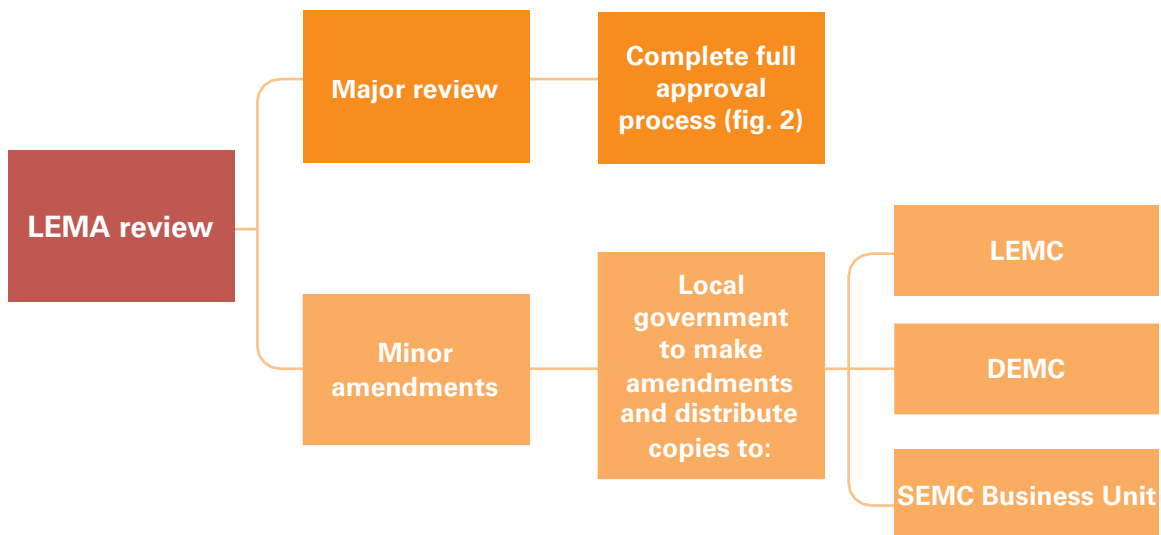 Major review
Complete full
approval
process (fig. 2)
LEMA review
Minor
amendments
Local
government
to make
amendments
and distribute
copies to:
LEMC
DEMC
SEMC Business Unit